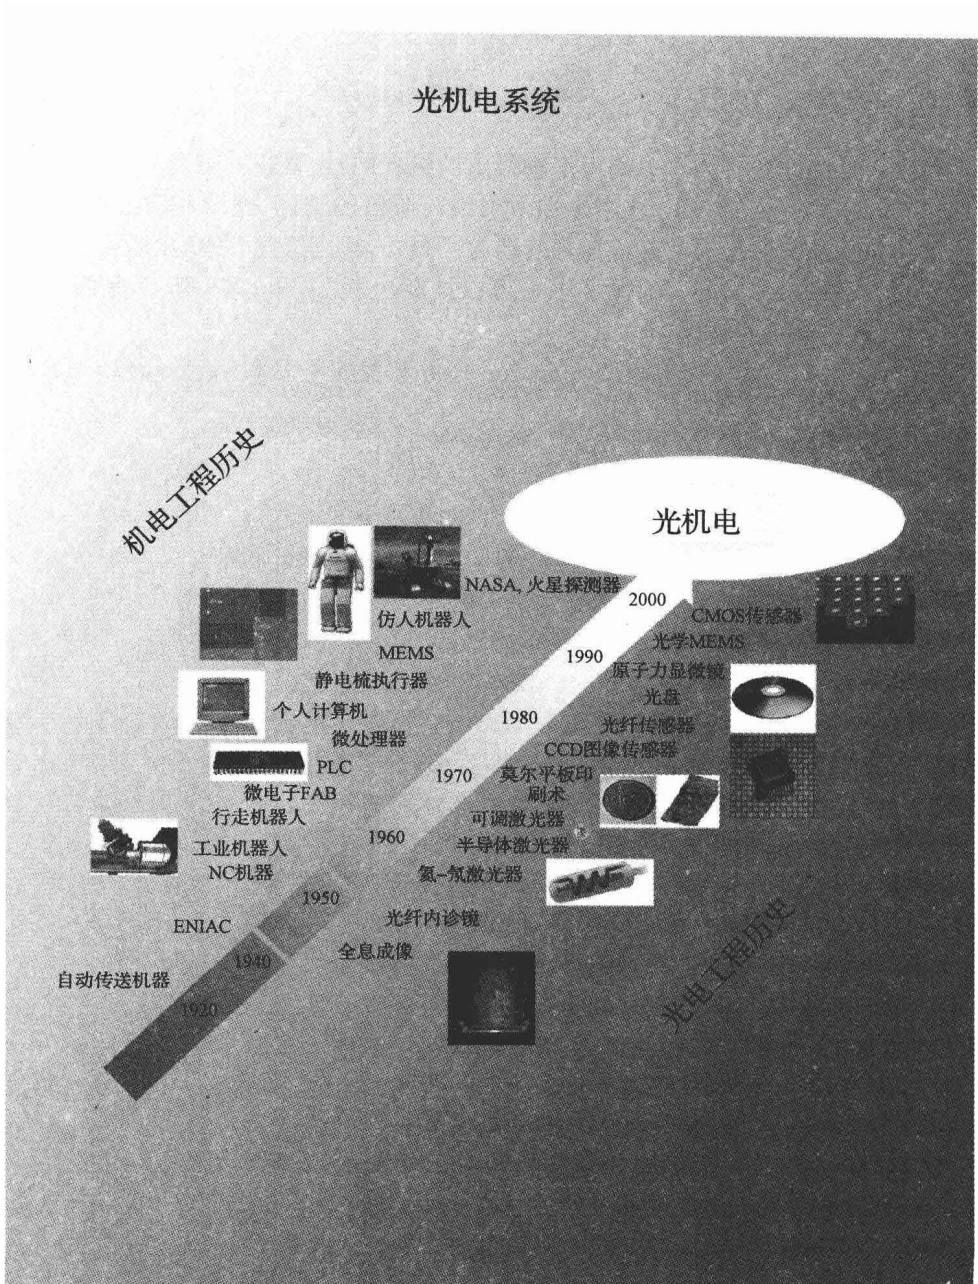 光机电系统
机电工程历史
光机电
NASA, 火星探测器
2000
CMOS传感器
仿人机器人
光学MEMS
MEMS
1990
原子力显微镜
静电梳执行器
光盘
个人计算机
1980
光纤传感器
微处理器
CCD图像传感器
PLC
1970
莫尔平板印
刷术
微电子FAB
行走机器人
可调激光器
1960
工业机器人
半导体激光器
NC机器
氦-氖激光器
1950
ENIAC
光纤内诊镜
1940
全息成像
光电工程历史
自动传送机器
1920